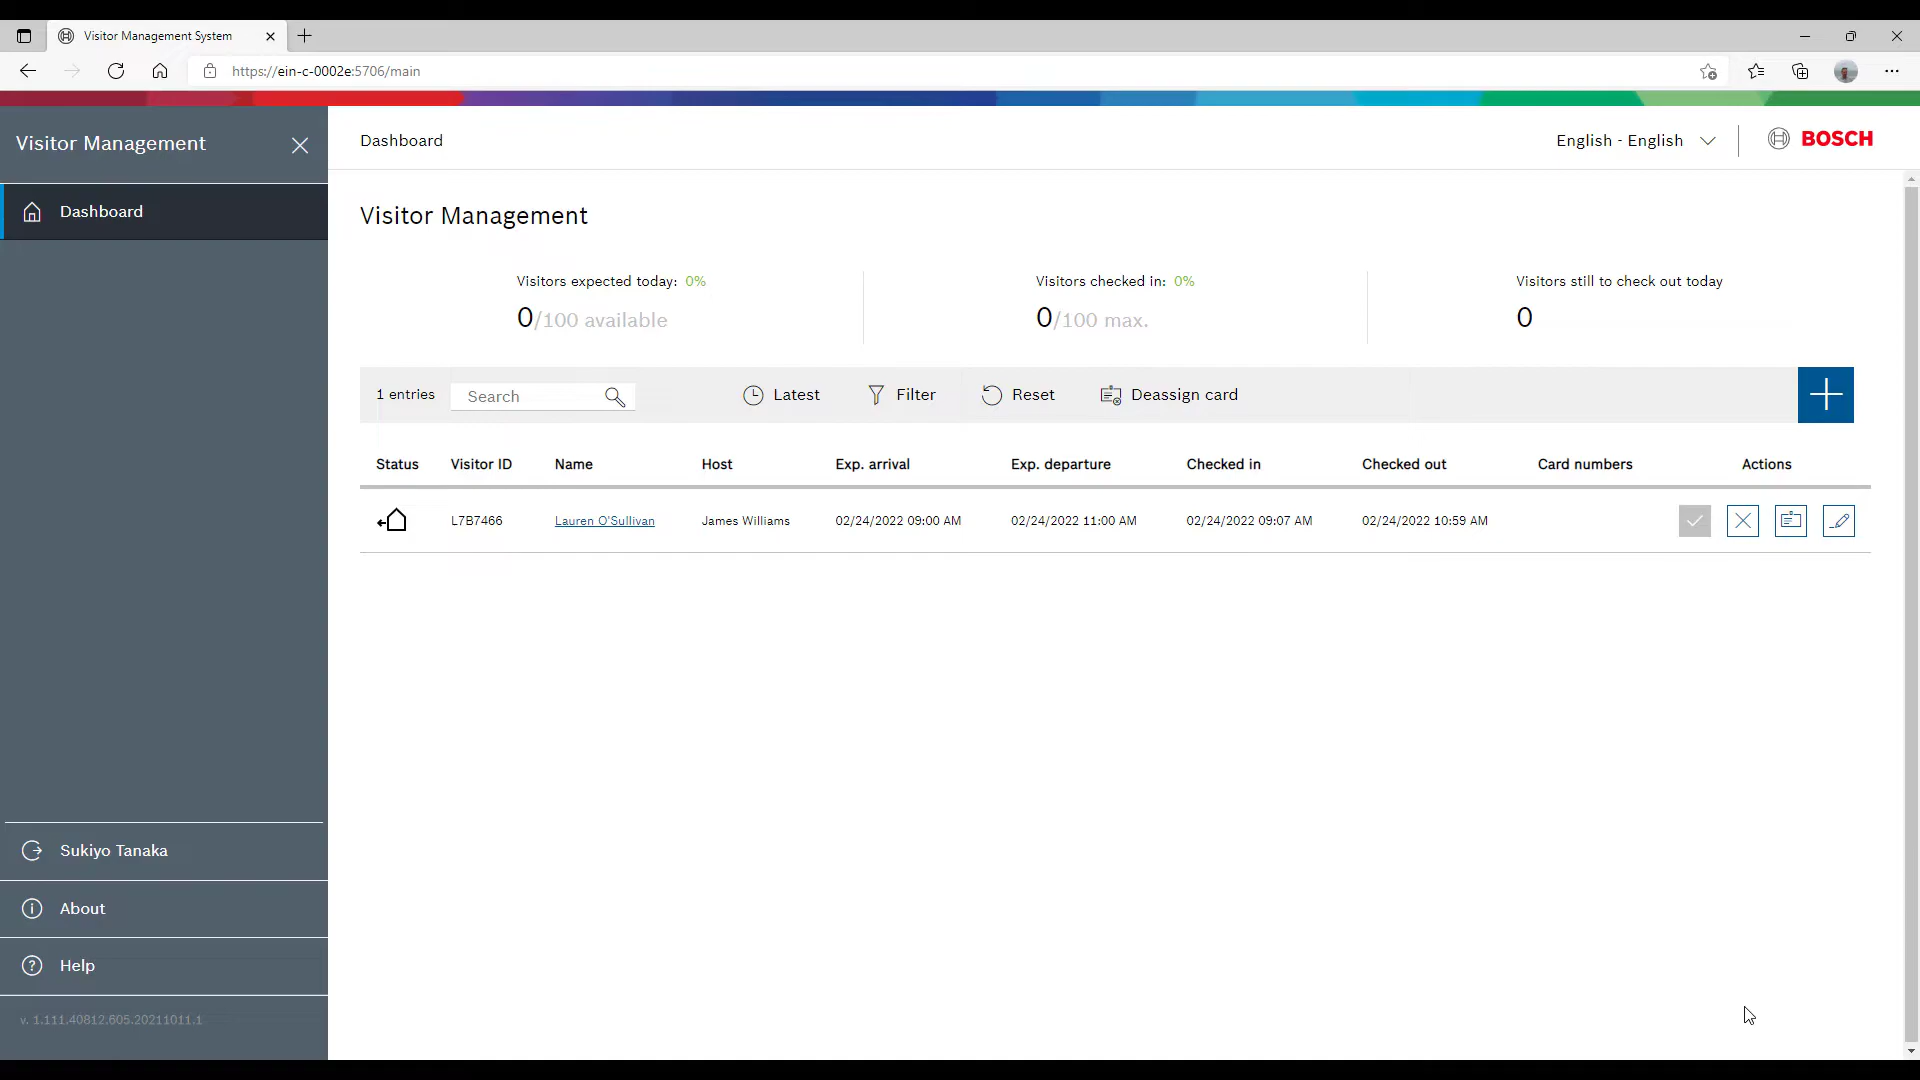 Visitor Management System
https://ein-c-0002e:5706/main
Visitor Management
Dashboard
English - English
BOSCH
Dashboard
Visitor Management
Visitors expected today: 0%
0/100 available
Visitors checked in: 0%
0/100 max.
Visitors still to check out today
0
1 entries
Search
Latest
Filter
Reset
Deassign card
Status Visitor ID Name Host Exp. arrival Exp. departure Checked in Checked out Card numbers Actions
L7B7466 Lauren O'Sullivan James Williams 02/24/2022 09:00 AM 02/24/2022 11:00 AM 02/24/2022 09:07 AM 02/24/2022 10:59 AM
Sukiyo Tanaka
About
Help
v. 1.111.40812.605.20211011.1